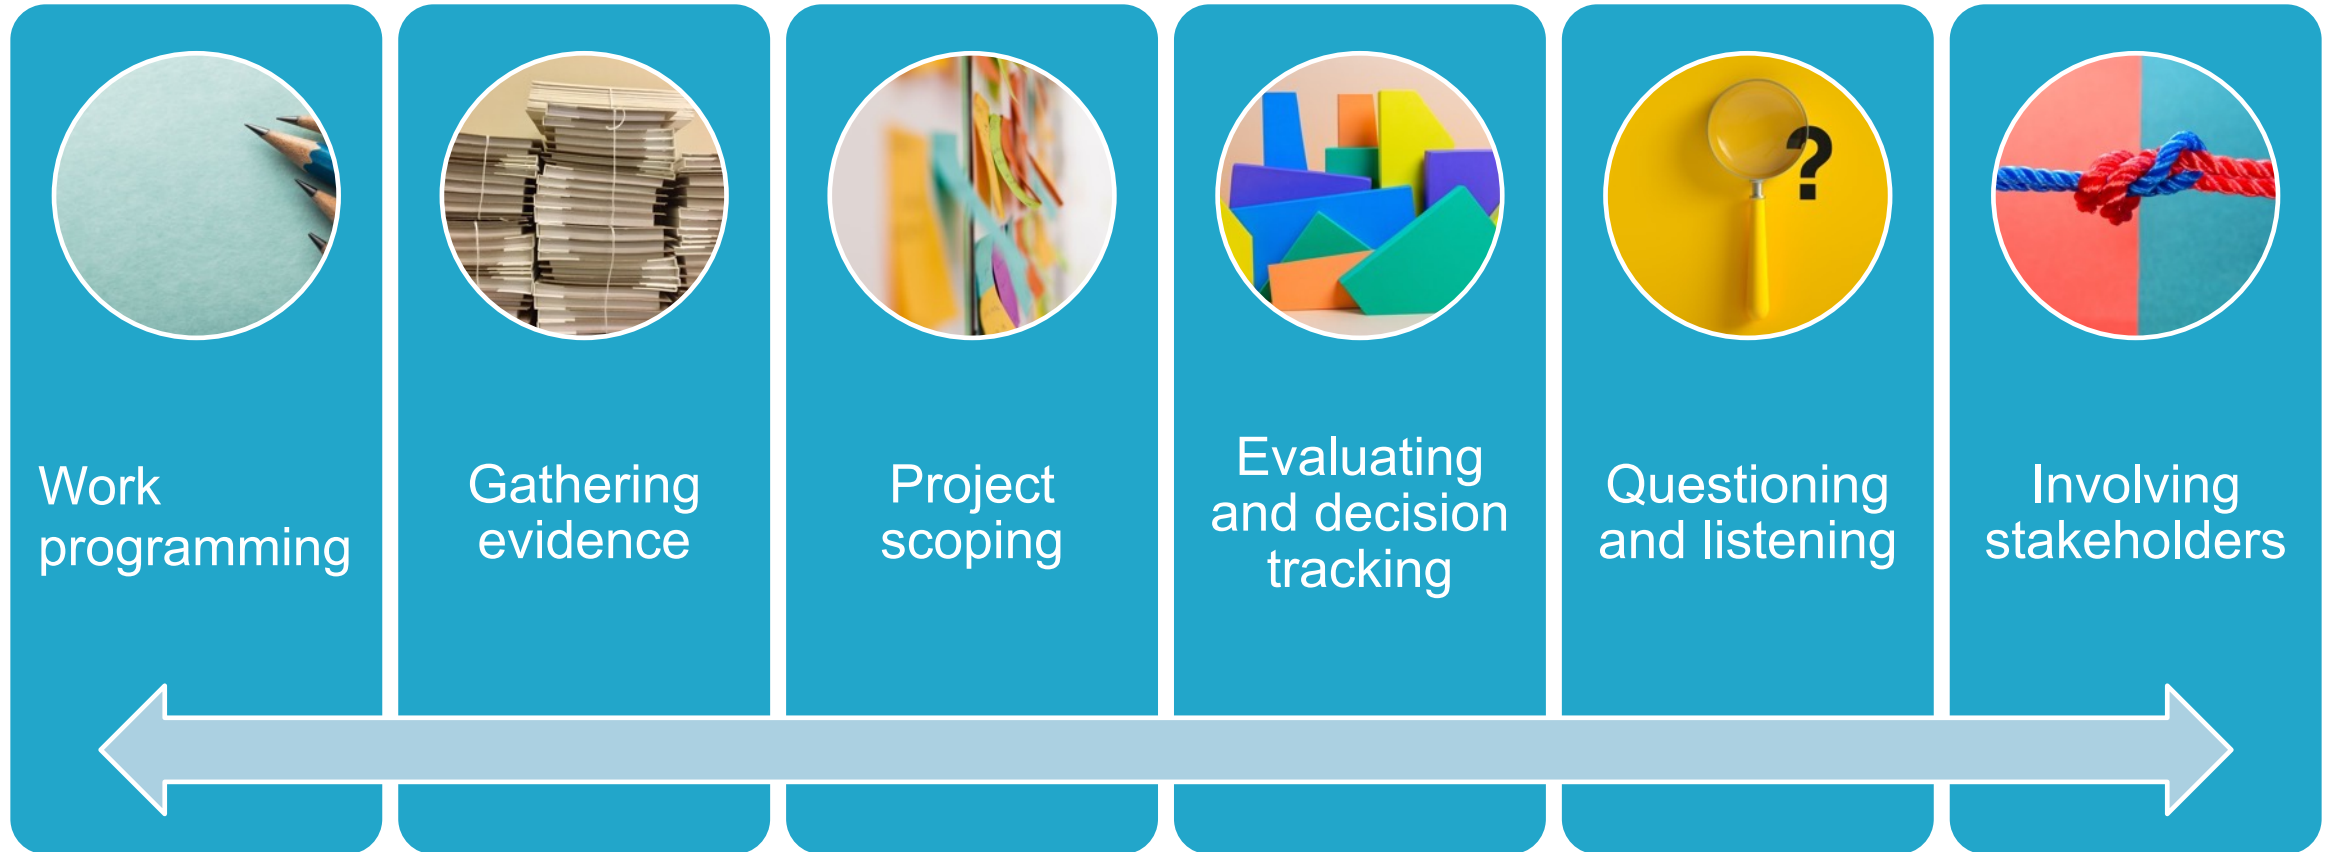 Work
programming
Gathering
evidence
Project
scoping
Evaluating
and decision
tracking
?
Questioning
and listening
Involving
stakeholders